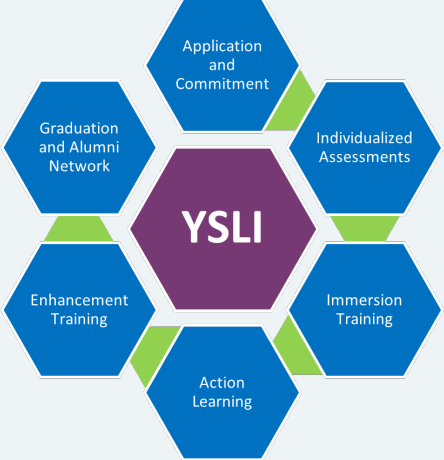 Application
and
Commitment
Individualized
Assessments
Immersion
Training
Action
Learning
Enhancement
Training
Graduation
and Alumni
Network
YSLI